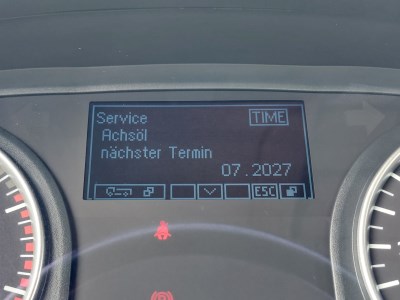 Service TIME
Achsöl
nächster Termin
07.2027
ESC